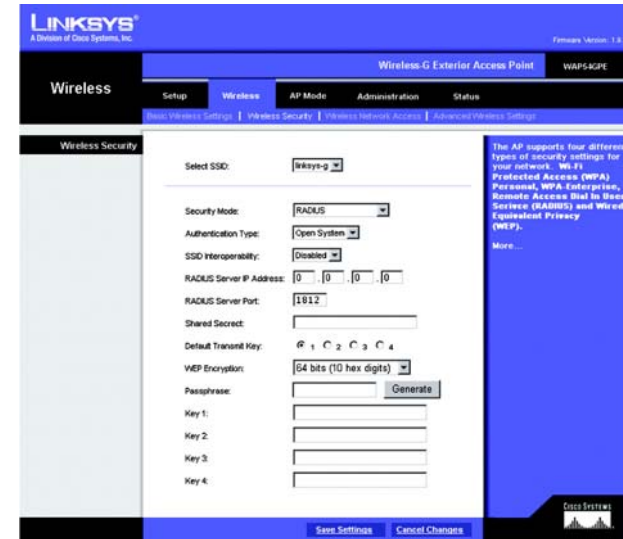 LINKSYS®
A Division of Cisco Systems, Inc.
Firmware Version: 1.8
Wireless-G Exterior Access Point
WAP54GPE
Wireless
Setup
Wireless
AP Mode
Administration
Status
Basic Wireless Settings | Wireless Security | Wireless Network Access | Advanced Wireless Settings
Wireless Security
Select SSID:
linksys-g
Security Mode:
RADIUS
Authentication Type:
Open System
SSID Interoperability:
Disabled
RADIUS Server IP Address:
0 . 0 . 0 . 0
RADIUS Server Port:
1812
Shared Secrect:
Default Transmit Key:
1 2 3 4
WEP Encryption:
64 bits (10 hex digits)
Passphrase:
Generate
Key 1:
Key 2:
Key 3:
Key 4:
The AP supports four differen
types of security settings for
your network. Wi-Fi
Protected Access (WPA)
Personal, WPA-Enterprise,
Remote Access Dial In User
Serivce (RADIUS) and Wired
Equivalent Privacy
(WEP).
More...
Save Settings
Cancel Changes
CISCO SYSTEMS